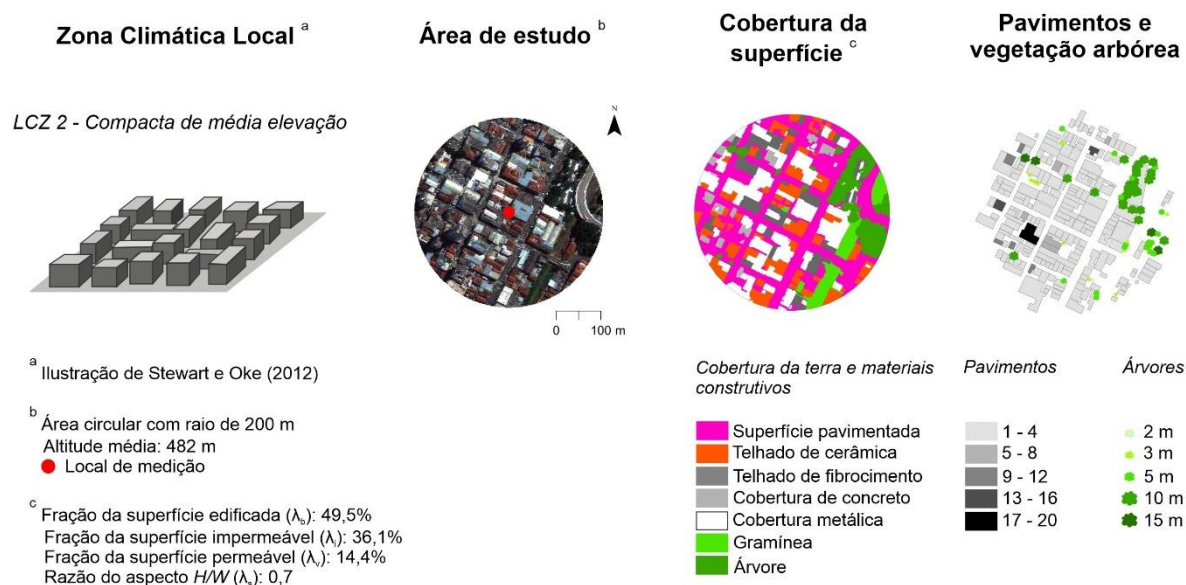 Zona Climática Local a
LCZ 2 - Compacta de média elevação
Área de estudo b
N
0 100 m
Cobertura da
superfície c
Pavimentos e
vegetação arbórea
a Ilustração de Stewart e Oke (2012)
b Área circular com raio de 200 m
Altitude média: 482 m
Local de medição
c Fração da superfície edificada (λb): 49,5%
Fração da superfície impermeável (λi): 36,1%
Fração da superfície permeável (λv): 14,4%
Razão do aspecto H/W (λs): 0,7
Cobertura da terra e materiais
construtivos
Superfície pavimentada
Telhado de cerâmica
Telhado de fibrocimento
Cobertura de concreto
Cobertura metálica
Gramínea
Árvore
Pavimentos
1 - 4
5 - 8
9 - 12
13 - 16
17 - 20
Árvores
2 m
3 m
5 m
10 m
15 m